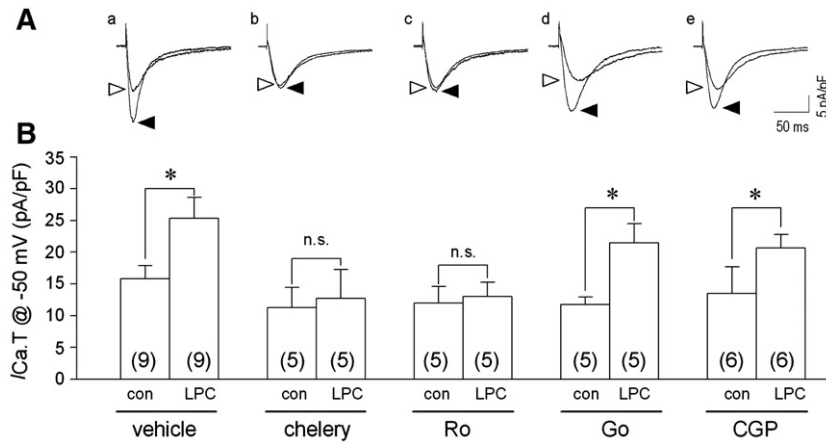 A
a b c d e
5 pA/pF
50 ms
B
ICa.T @ -50 mV (pA/pF)
35
30
25
20
15
10
5
0
* n.s. n.s. * *
(9) (9) (5) (5) (5) (5) (5) (5) (6) (6)
con LPC con LPC con LPC con LPC con LPC
vehicle chelery Ro Go CGP